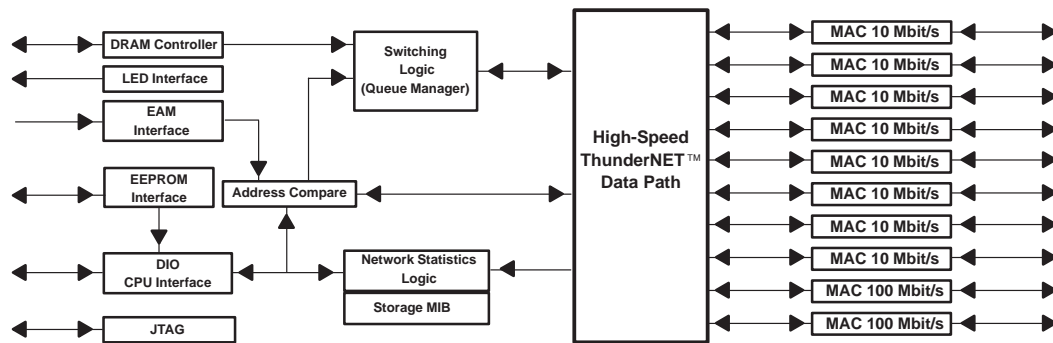 DRAM Controller
LED Interface
EAM
Interface
EEPROM
Interface
DIO
CPU Interface
JTAG
Switching
Logic
(Queue Manager)
Address Compare
Network Statistics
Logic
Storage MIB
High-Speed
ThunderNET™
Data Path
MAC 10 Mbit/s
MAC 10 Mbit/s
MAC 10 Mbit/s
MAC 10 Mbit/s
MAC 10 Mbit/s
MAC 10 Mbit/s
MAC 10 Mbit/s
MAC 10 Mbit/s
MAC 100 Mbit/s
MAC 100 Mbit/s